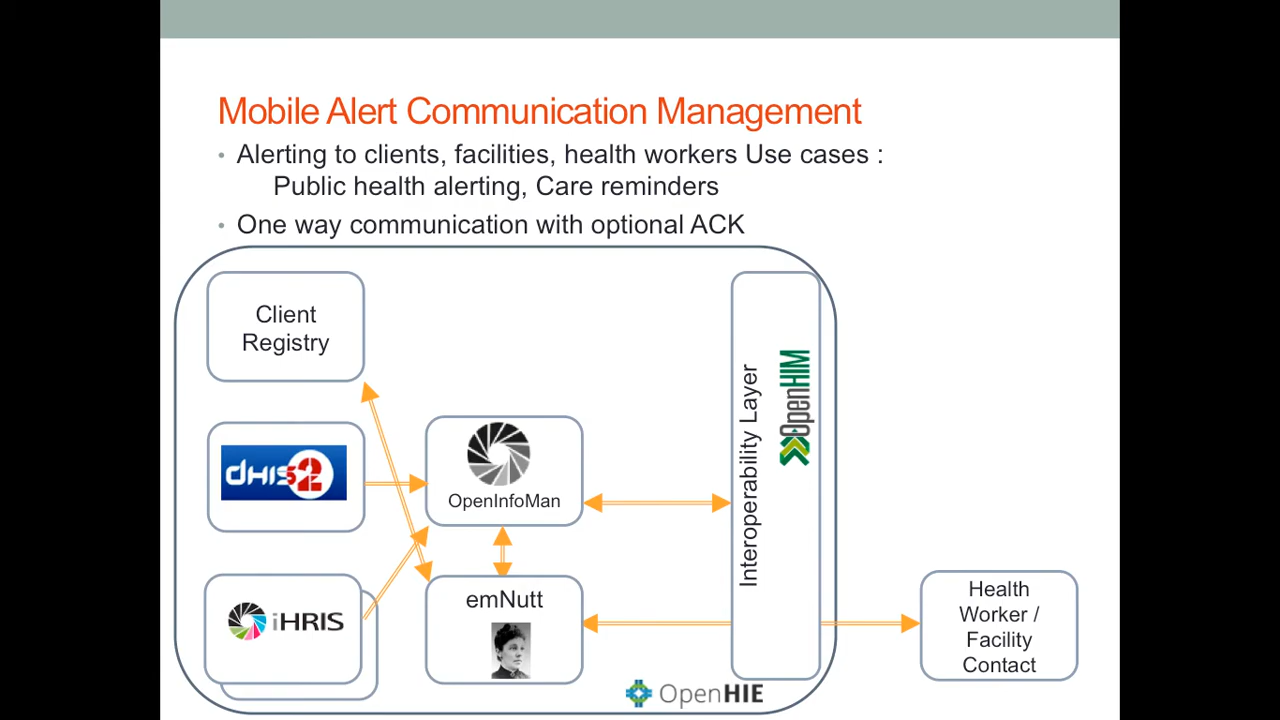 Mobile Alert Communication Management
• Alerting to clients, facilities, health workers Use cases :
Public health alerting, Care reminders
• One way communication with optional ACK
Client
Registry
dhis2
OpenInfoMan
iHRIS
emNutt
Interoperability Layer
OpenHIM
Health
Worker /
Facility
Contact
OpenHIE